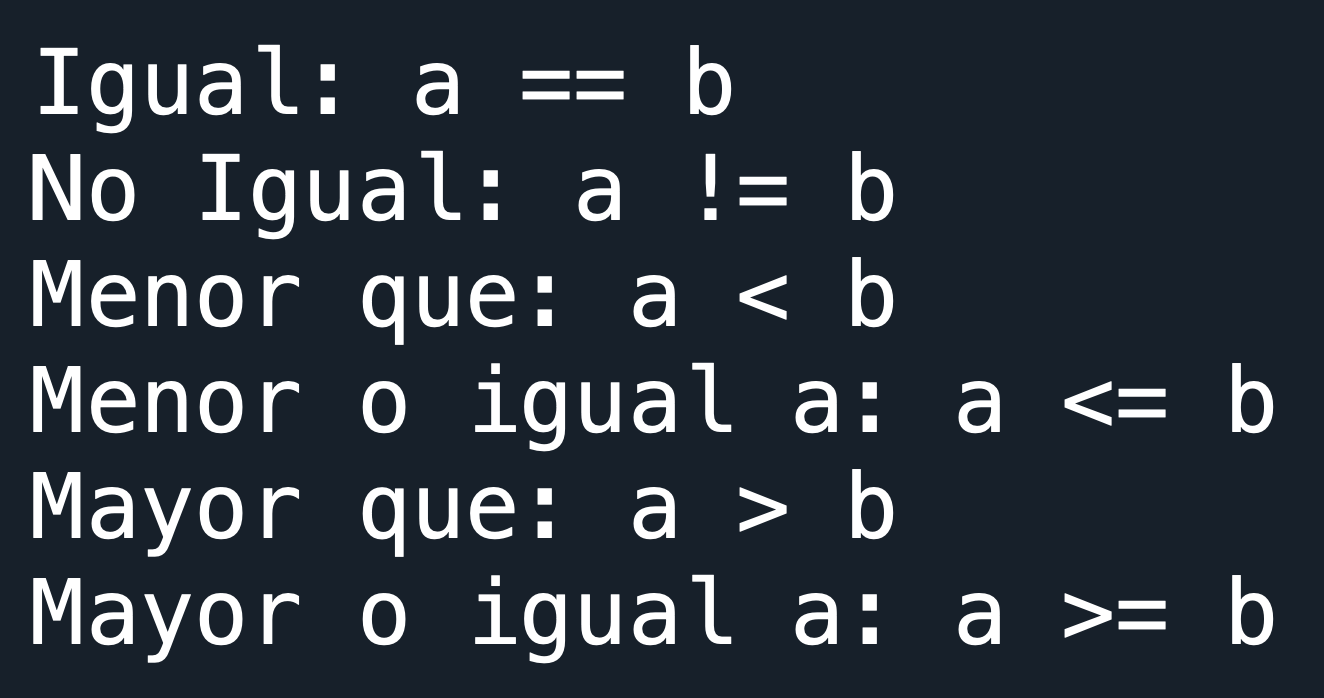 Igual: a == b
No Igual: a != b
Menor que: a < b
Menor o igual a: a <= b
Mayor que: a > b
Mayor o igual a: a >= b